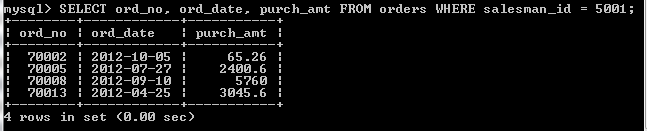 mysql> SELECT ord_no, ord_date, purch_amt FROM orders WHERE salesman_id = 5001;
+--------+------------+-----------+
| ord_no | ord_date   | purch_amt |
+--------+------------+-----------+
|  70002 | 2012-10-05 |     65.26 |
|  70005 | 2012-07-27 |    2400.6 |
|  70008 | 2012-09-10 |      5760 |
|  70013 | 2012-04-25 |    3045.6 |
+--------+------------+-----------+
4 rows in set (0.00 sec)